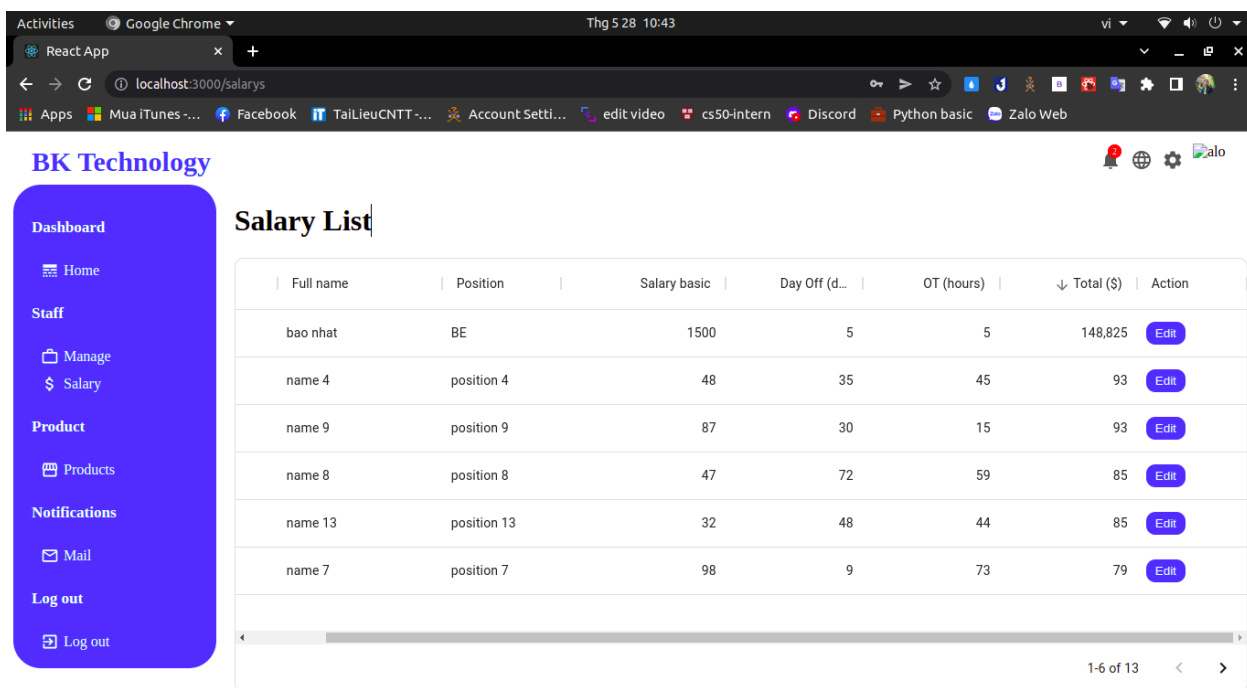 Activities Google Chrome Thg 5 28 10:43 vi
React App
localhost:3000/salarys
Apps Mua iTunes -... Facebook TaiLieuCNTT -... Account Setti... edit video cs50-intern Discord Python basic Zalo Web
BK Technology
2
alo
Dashboard
Home
Staff
Manage
Salary
Product
Products
Notifications
Mail
Log out
Log out
Salary List
Full name Position Salary basic Day Off (d... OT (hours) Total ($) Action
bao nhat BE 1500 5 5 148,825 Edit
name 4 position 4 48 35 45 93 Edit
name 9 position 9 87 30 15 93 Edit
name 8 position 8 47 72 59 85 Edit
name 13 position 13 32 48 44 85 Edit
name 7 position 7 98 9 73 79 Edit
1-6 of 13